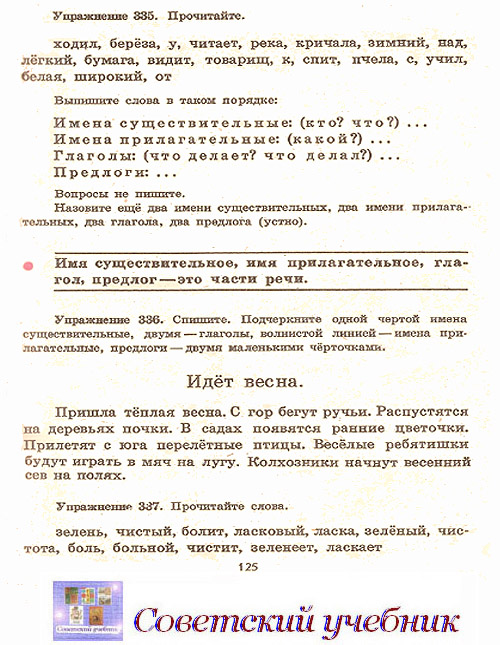 Упражнение 335. Прочитайте.
ходил, берёза, у, читает, река, кричала, зимний, над,
лёгкий, бумага, видит, товарищ, к, спит, пчела, с, учил,
белая, широкий, от
Выпишите слова в таком порядке:
Имена существительные: (кто? что?) ...
Имена прилагательные: (какой?) ...
Глаголы: (что делает? что делал?) ...
Предлоги: ...
Вопросы не пишите.
Назовите ещё два имени существительных, два имени прилага-
тельных, два глагола, два предлога (устно).
Имя существительное, имя прилагательное, гла-
гол, предлог — это части речи.
Упражнение 336. Спишите. Подчеркните одной чертой имена
существительные, двумя — глаголы, волнистой линией — имена при-
лагательные, предлоги — двумя маленькими чёрточками.
Идёт весна.
Пришла тёплая весна. С гор бегут ручьи. Распустятся
на деревьях почки. В садах появятся ранние цветочки.
Прилетят с юга перелётные птицы. Весёлые ребятишки
будут играть в мяч на лугу. Колхозники начнут весенний
сев на полях.
Упражнение 337. Прочитайте слова.
зелень, чистый, болит, ласковый, ласка, зелёный, чис-
тота, боль, больной, чистит, зеленеет, ласкает
125
Советский учебник
Советский учебник